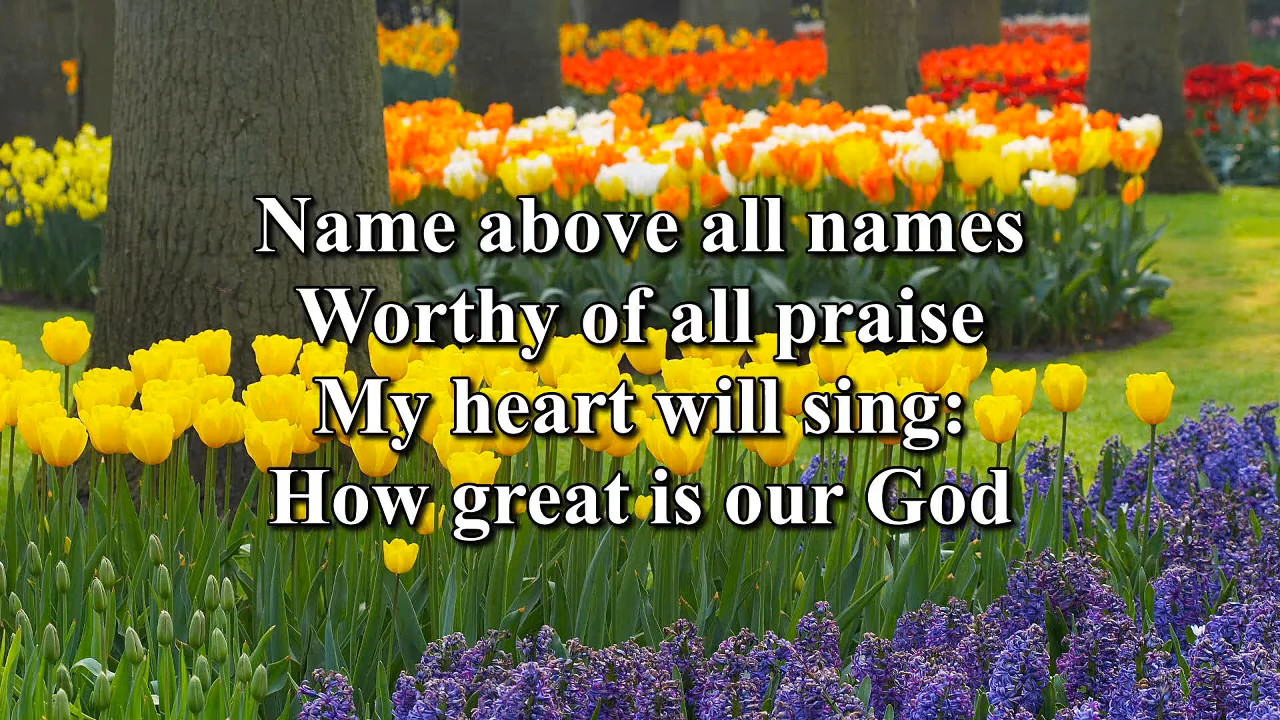 Name above all names
Worthy of all praise
My heart will sing:
How great is our God